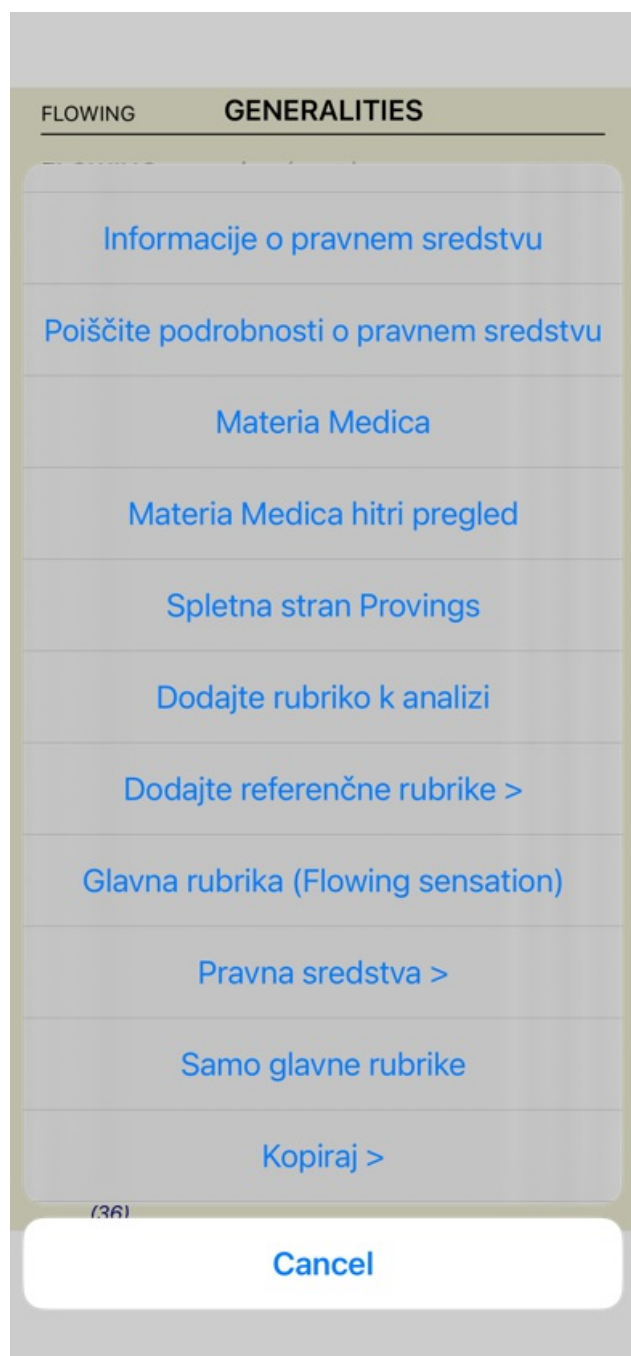 FLOWING GENERALITIES
Informacije o pravnem sredstvu
Poiščite podrobnosti o pravnem sredstvu
Materia Medica
Materia Medica hitri pregled
Spletna stran Provings
Dodajte rubriko k analizi
Dodajte referenčne rubrike >
Glavna rubrika (Flowing sensation)
Pravna sredstva >
Samo glavne rubrike
Kopiraj >
(36)
Cancel